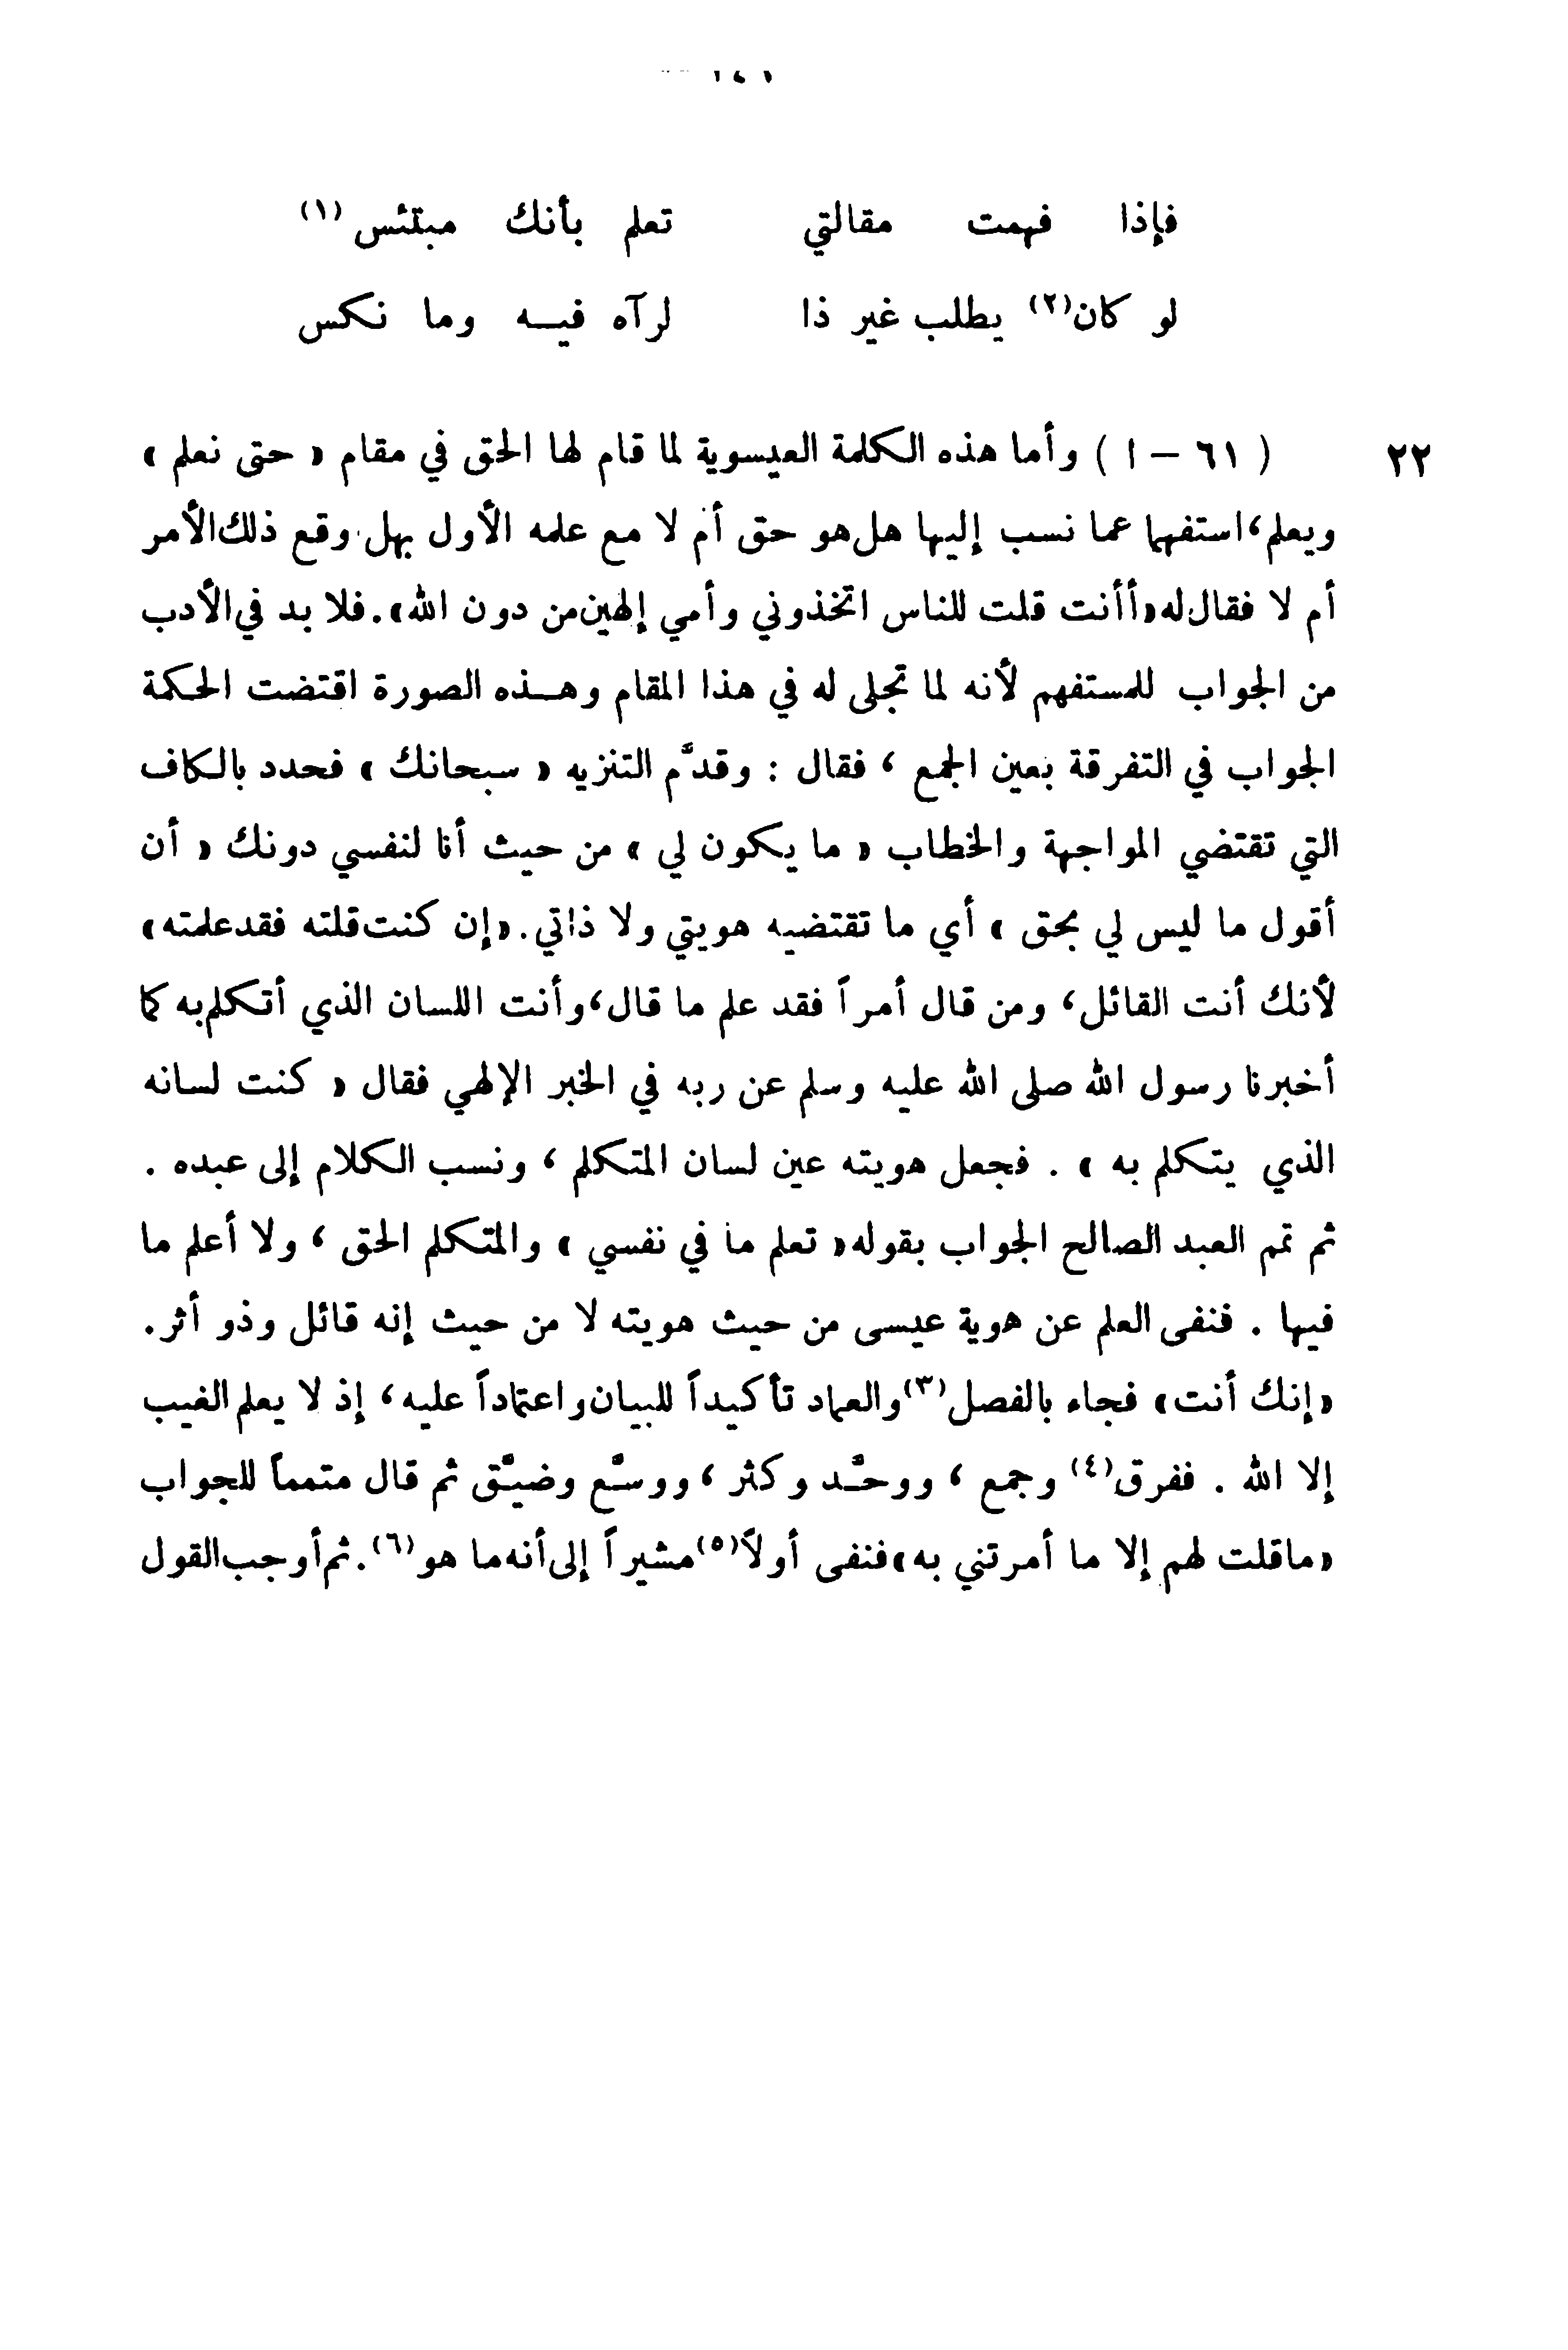 فإذا فهمت مقالتي تعلم بأنك مبتئس (١)
لو كان(٢) يطلب غير ذا لرآه فيه وما نكس
٢٢ ( ٦١ – ا ) وأما هذه الكلمة العيسوية لما قام لها الحق في مقام « حتى نعلم »
ويعلم، استفهما عما نسب إليها هل هو حق أم لا مع علمه الأول بهل وقع ذلك الأمر
أم لا فقال له «أأنت قلت للناس اتخذوني وأمي إلهين من دون الله». فلا بد في الأدب
من الجواب للمستفهم لأنه لما تجلى له في هذا المقام وهذه الصورة اقتضت الحكمة
الجواب في التفرقة بعين الجمع ، فقال : وقدَّم التنزيه « سبحانك » فحدد بالكاف
التي تقتضي المواجهة والخطاب « ما يكون لي » من حيث أنا لنفسي دونك « أن
أقول ما ليس لي بحق » أي ما تقتضيه هويتي ولا ذاتي. «إن كنت قلته فقد علمته»
لأنك أنت القائل، ومن قال أمراً فقد علم ما قال، وأنت اللسان الذي أتكلم به كما
أخبرنا رسول الله صلى الله عليه وسلم عن ربه في الخبر الإلهي فقال « كنت لسانه
الذي يتكلم به » . فجعل هويته عين لسان المتكلم ، ونسب الكلام إلى عبده .
ثم تمم العبد الصالح الجواب بقوله « تعلم ما في نفسي » والمتكلم الحق ، ولا أعلم ما
فيها . فنفى العلم عن هوية عيسى من حيث هويته لا من حيث إنه قائل وذو أثر.
«إنك أنت» فجاء بالفصل(٣) والعماد تأكيداً للبيان واعتماداً عليه، إذ لا يعلم الغيب
إلا الله . ففرق(٤) وجمع ، ووحَّد وكثر ، ووسَّع وضيَّق ثم قال متمماً للجواب
«ما قلت لهم إلا ما أمرتني به» فنفى أولاً(٥) مشيراً إلى أنه ما هو(٦). ثم أوجب القول